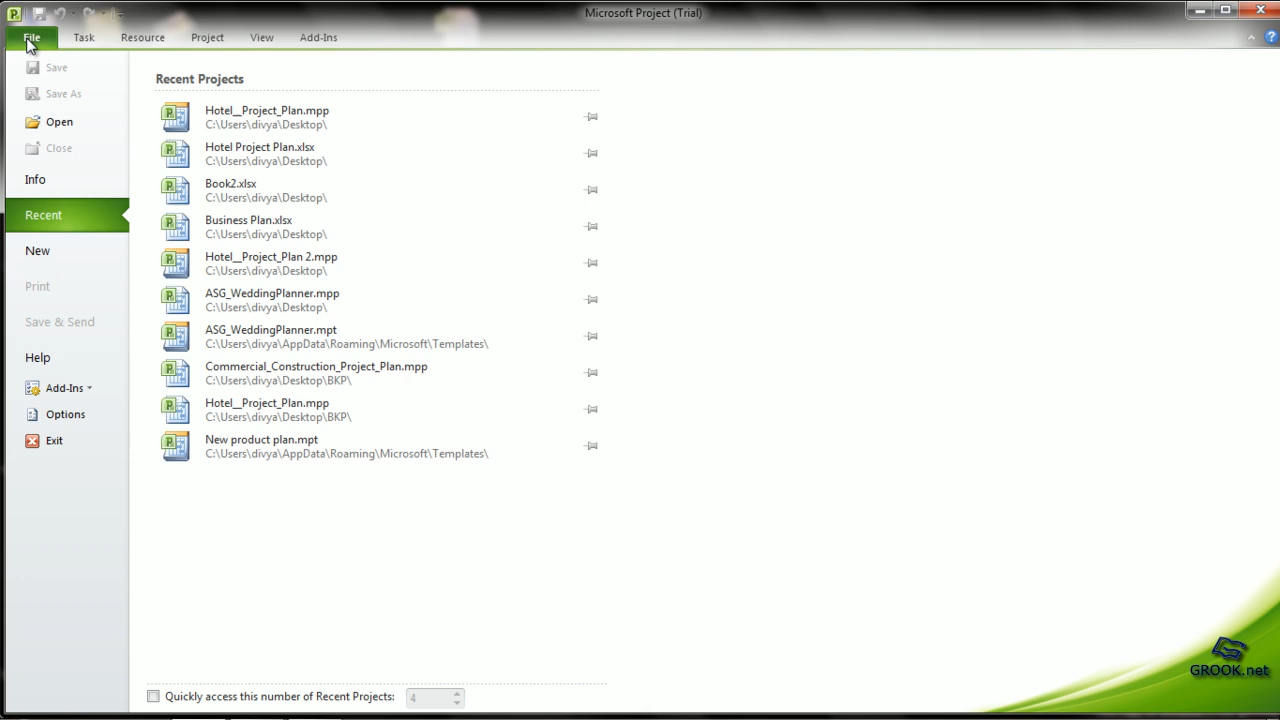 Microsoft Project (Trial)
File Task Resource Project View Add-Ins
Save
Save As
Open
Close
Info
Recent
New
Print
Save & Send
Help
Add-Ins
Options
Exit
Recent Projects
Hotel__Project_Plan.mpp
C:\Users\divya\Desktop\
Hotel Project Plan.xlsx
C:\Users\divya\Desktop\
Book2.xlsx
C:\Users\divya\Desktop\
Business Plan.xlsx
C:\Users\divya\Desktop\
Hotel__Project_Plan 2.mpp
C:\Users\divya\Desktop\
ASG_WeddingPlanner.mpp
C:\Users\divya\Desktop\
ASG_WeddingPlanner.mpt
C:\Users\divya\AppData\Roaming\Microsoft\Templates\
Commercial_Construction_Project_Plan.mpp
C:\Users\divya\Desktop\BKP\
Hotel__Project_Plan.mpp
C:\Users\divya\Desktop\BKP\
New product plan.mpt
C:\Users\divya\AppData\Roaming\Microsoft\Templates\
Quickly access this number of Recent Projects: 4
GROOK.net